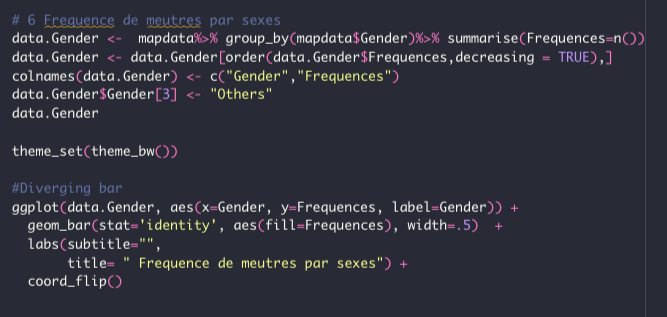 # 6 Frequence de meutres par sexes
data.Gender <-  mapdata%>% group_by(mapdata$Gender)%>% summarise(Frequences=n())
data.Gender <- data.Gender[order(data.Gender$Frequences,decreasing = TRUE),]
colnames(data.Gender) <- c("Gender","Frequences")
data.Gender$Gender[3] <- "Others"
data.Gender
theme_set(theme_bw())
#Diverging bar
ggplot(data.Gender, aes(x=Gender, y=Frequences, label=Gender)) +
  geom_bar(stat='identity', aes(fill=Frequences), width=.5)  +
  labs(subtitle="",
       title= " Frequence de meutres par sexes") +
  coord_flip()